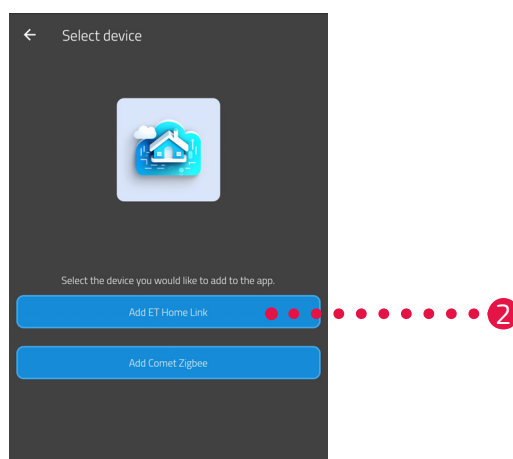 Select device
Select the device you would like to add to the app.
Add ET Home Link
2
Add Comet Zigbee